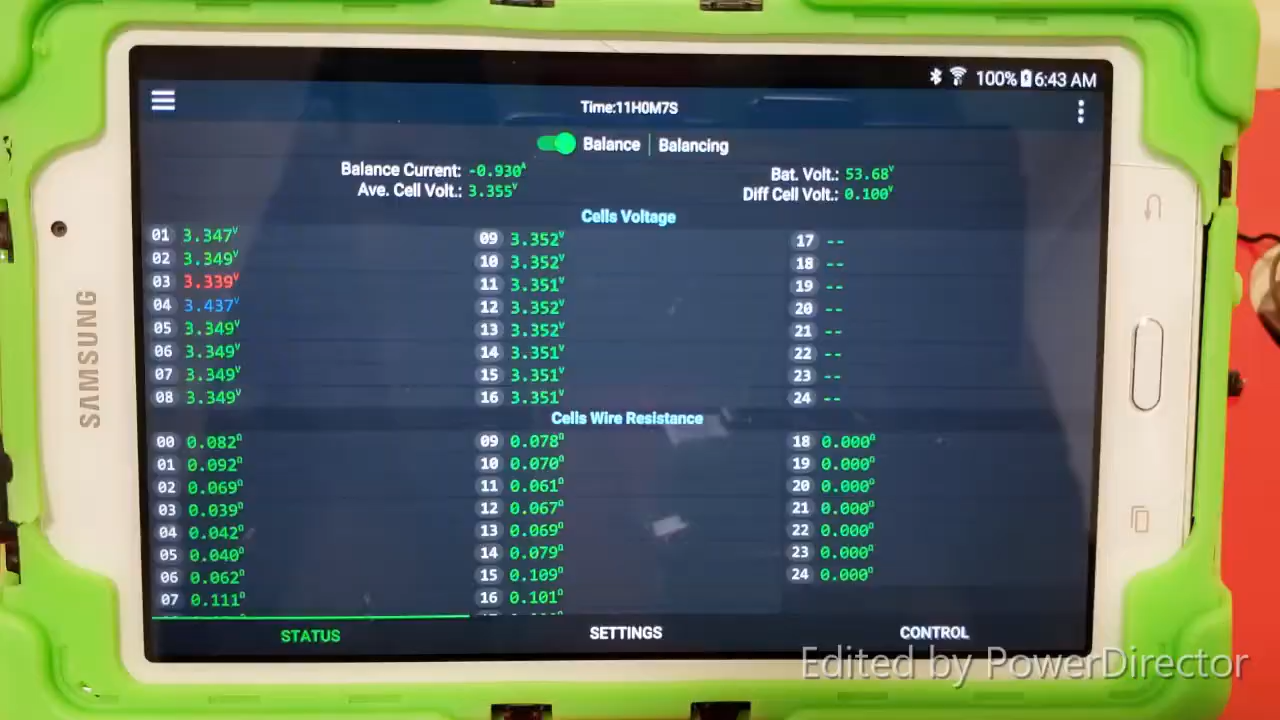 100% 6:43 AM
Time:11H0M7S
Balance | Balancing
Balance Current: -0.930A Bat. Volt.: 53.68V
Ave. Cell Volt.: 3.355V Diff Cell Volt.: 0.100V
Cells Voltage
01 3.347V 09 3.352V 17 --
02 3.349V 10 3.352V 18 --
03 3.339V 11 3.351V 19 --
04 3.437V 12 3.352V 20 --
05 3.349V 13 3.352V 21 --
06 3.349V 14 3.351V 22 --
07 3.349V 15 3.351V 23 --
08 3.349V 16 3.351V 24 --
Cells Wire Resistance
00 0.082Ω 09 0.078Ω 18 0.000Ω
01 0.092Ω 10 0.070Ω 19 0.000Ω
02 0.069Ω 11 0.061Ω 20 0.000Ω
03 0.039Ω 12 0.067Ω 21 0.000Ω
04 0.042Ω 13 0.069Ω 22 0.000Ω
05 0.040Ω 14 0.079Ω 23 0.000Ω
06 0.062Ω 15 0.109Ω 24 0.000Ω
07 0.111Ω 16 0.101Ω
STATUS SETTINGS CONTROL
SAMSUNG
Edited by PowerDirector